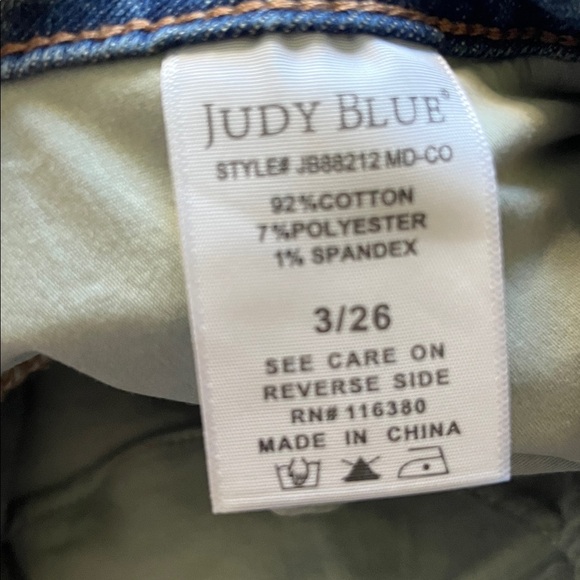 JUDY BLUE®
STYLE# JB88212 MD-CO
92%COTTON
7%POLYESTER
1% SPANDEX
3/26
SEE CARE ON
REVERSE SIDE
RN# 116380
MADE IN CHINA